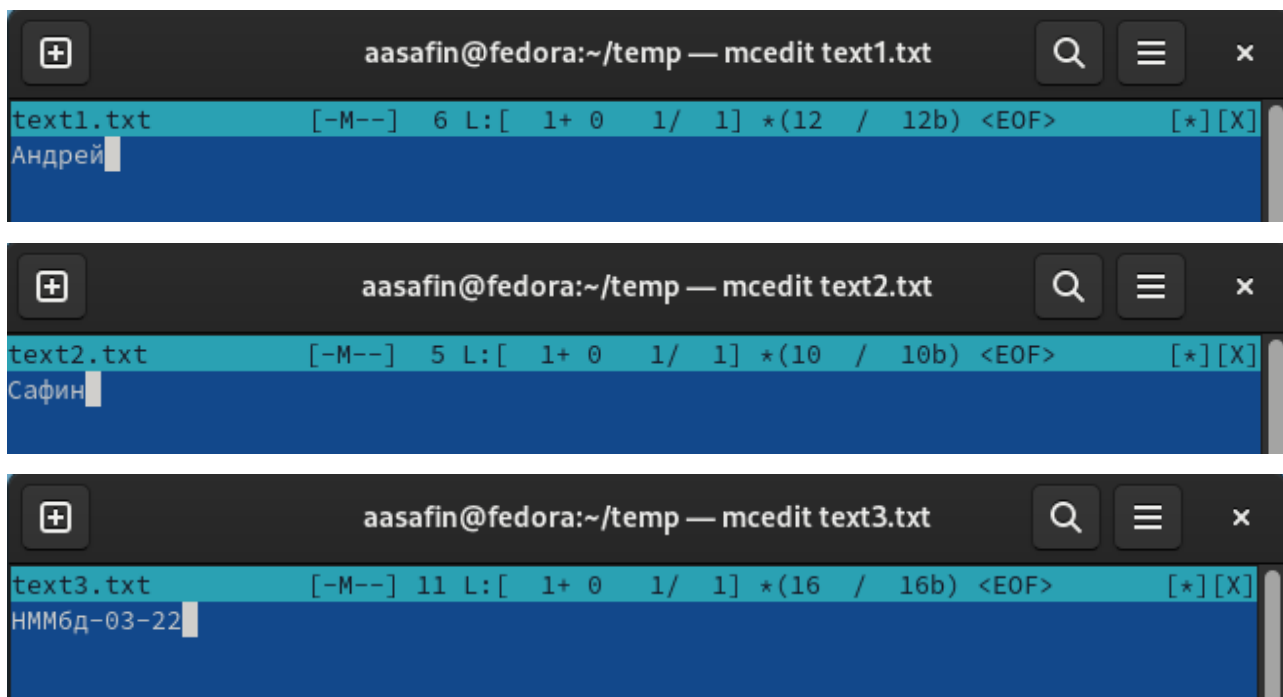 aasafin@fedora:~/temp — mcedit text1.txt
text1.txt [-M--] 6 L:[ 1+ 0 1/ 1] *(12 / 12b) <EOF> [*][X]
Андрей
aasafin@fedora:~/temp — mcedit text2.txt
text2.txt [-M--] 5 L:[ 1+ 0 1/ 1] *(10 / 10b) <EOF> [*][X]
Сафин
aasafin@fedora:~/temp — mcedit text3.txt
text3.txt [-M--] 11 L:[ 1+ 0 1/ 1] *(16 / 16b) <EOF> [*][X]
НММбд-03-22